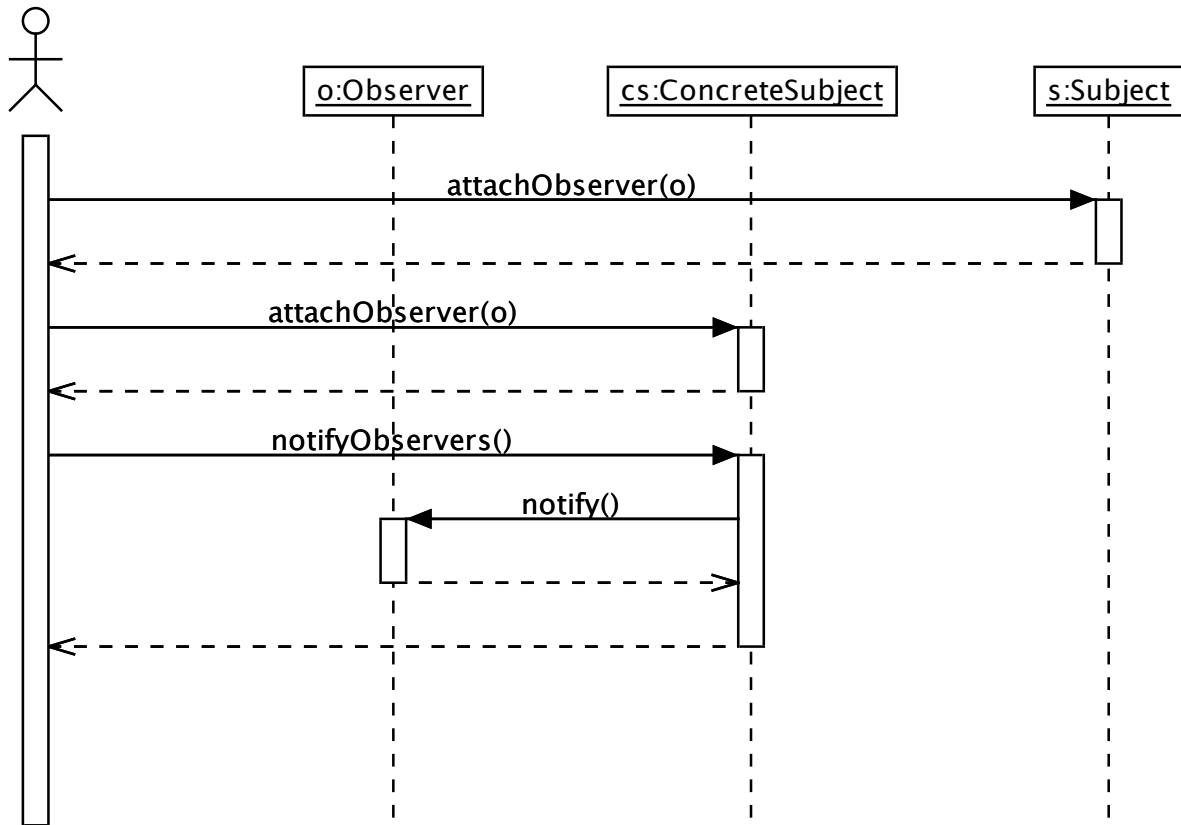 o:Observer
cs:ConcreteSubject
s:Subject
attachObserver(o)
attachObserver(o)
notifyObservers()
notify()